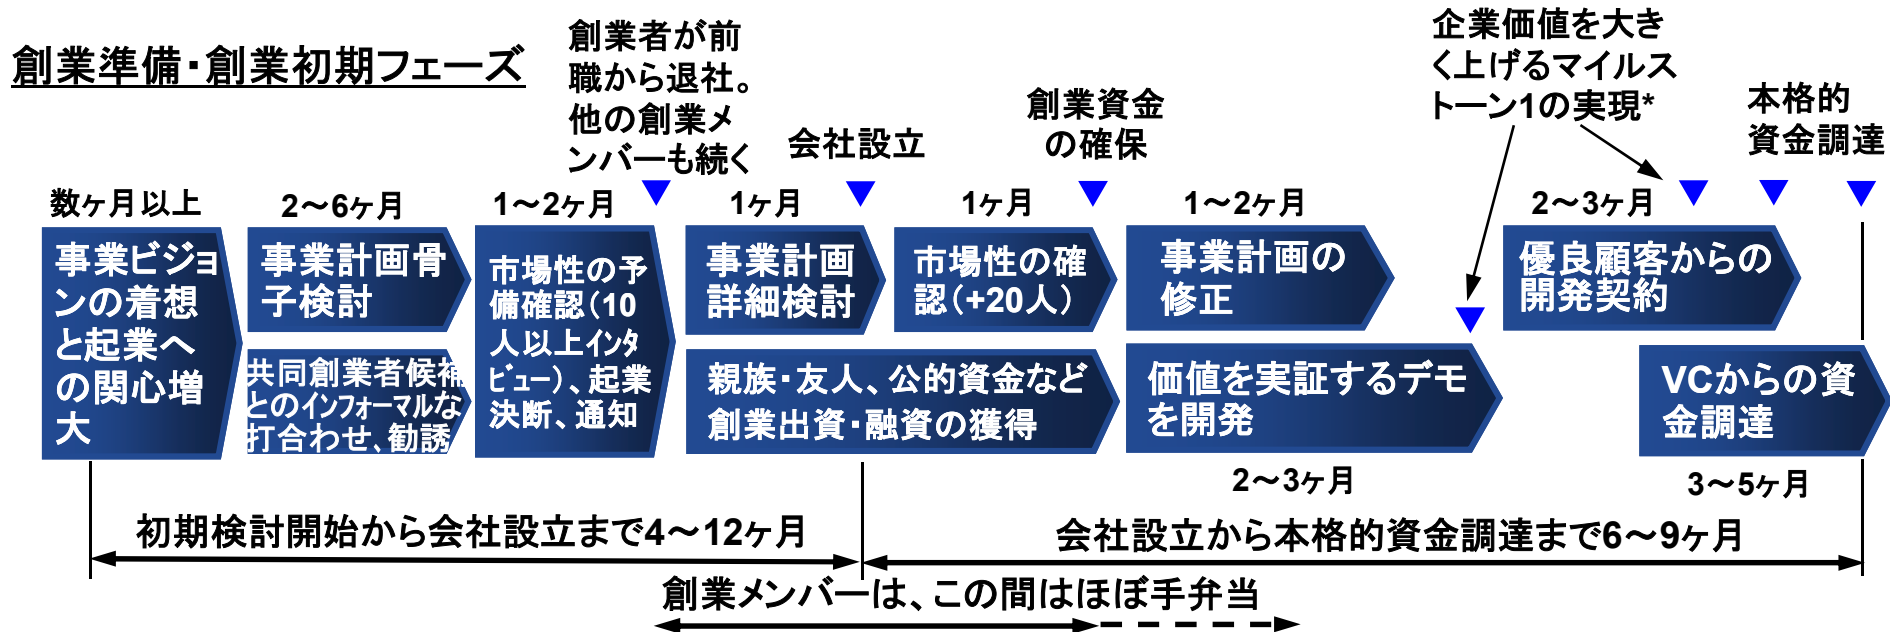 創業準備・創業初期フェーズ
創業者が前
職から退社。
他の創業メ
ンバーも続く
会社設立
創業資金
の確保
企業価値を大き
く上げるマイルス
トーン1の実現*
本格的
資金調達
数ヶ月以上
2～6ヶ月
1～2ヶ月
1ヶ月
1ヶ月
1～2ヶ月
2～3ヶ月
事業ビジョ
ンの着想
と起業へ
の関心増
大
事業計画骨
子検討
共同創業者候補
とのインフォーマルな
打合わせ、勧誘
市場性の予
備確認（10
人以上インタ
ビュー）、起業
決断、通知
事業計画
詳細検討
市場性の確
認（+20人）
親族・友人、公的資金など
創業出資・融資の獲得
事業計画の
修正
価値を実証するデモ
を開発
2～3ヶ月
優良顧客からの
開発契約
VCからの資
金調達
3～5ヶ月
初期検討開始から会社設立まで4～12ヶ月
会社設立から本格的資金調達まで6～9ヶ月
創業メンバーは、この間はほぼ手弁当